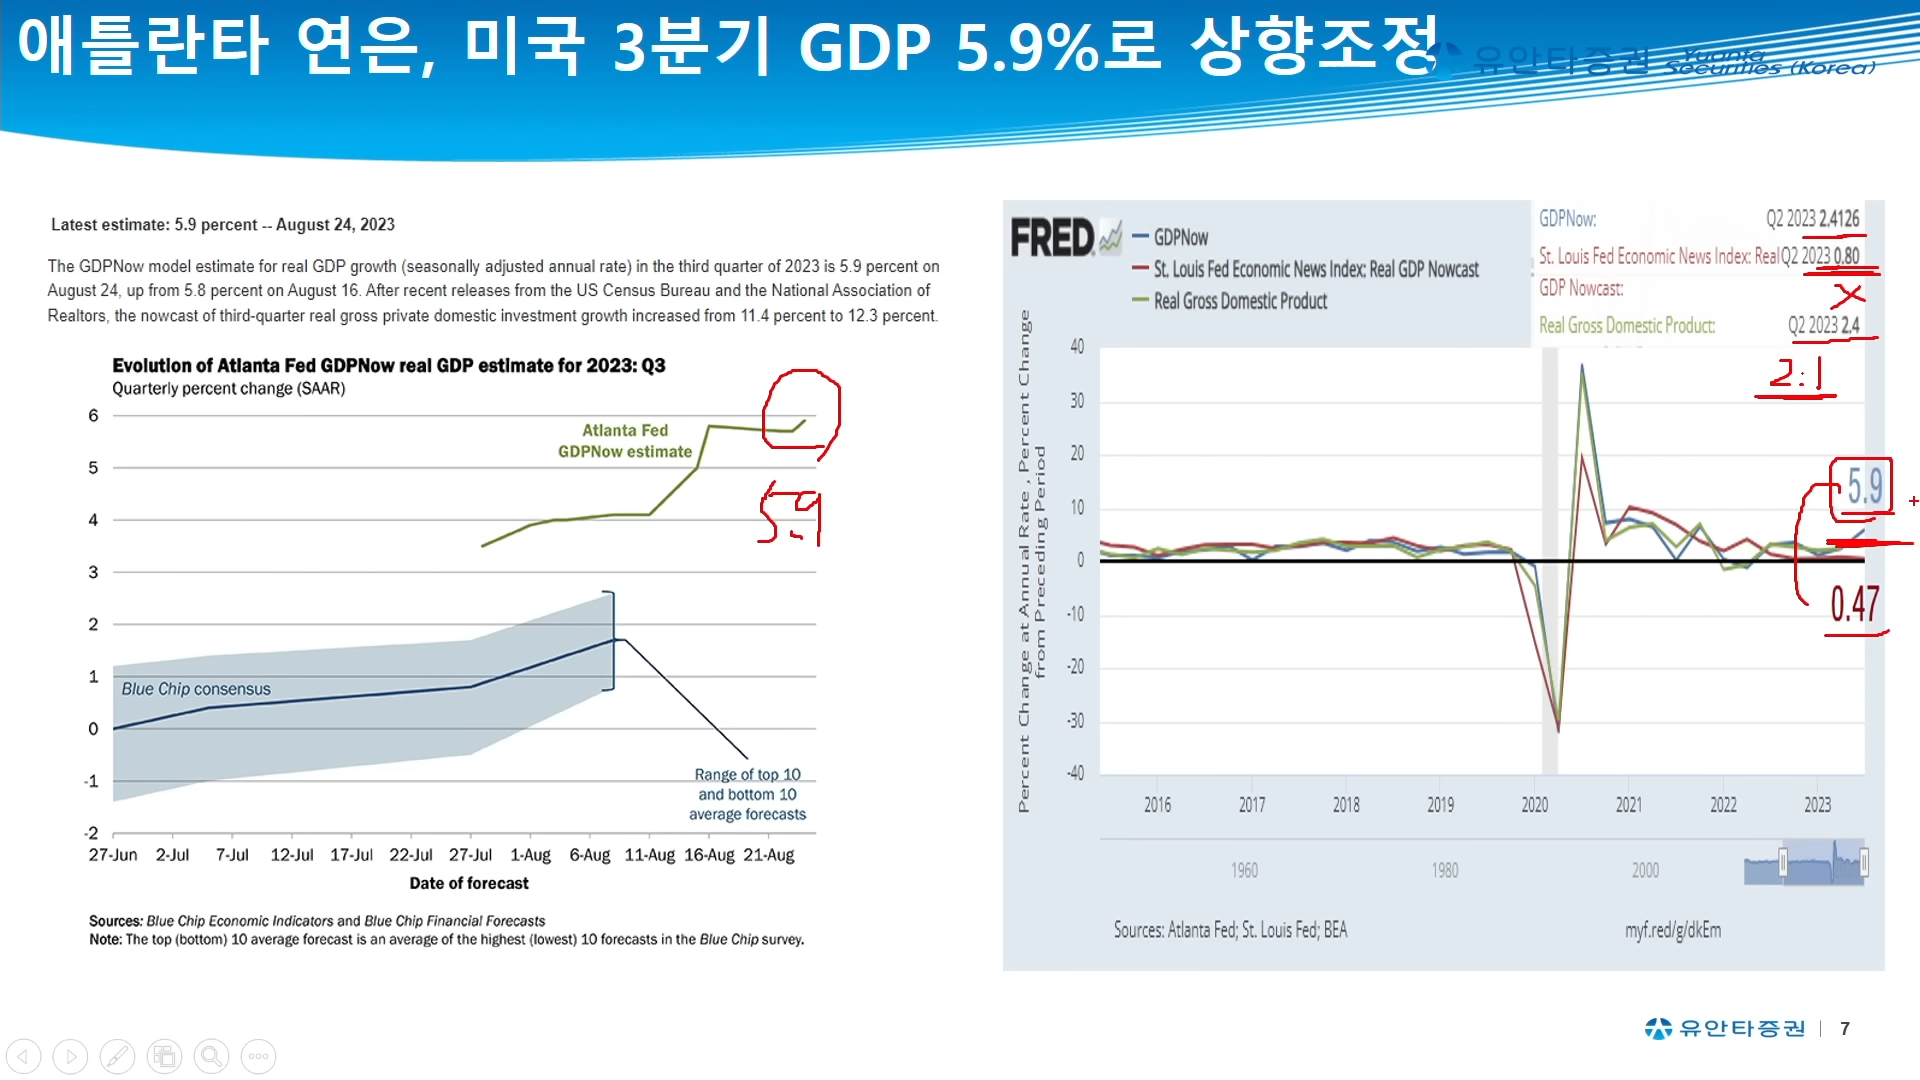 애틀란타 연은, 미국 3분기 GDP 5.9%로 상향조정
유안타증권 Yuanta Securities (Korea)
Latest estimate: 5.9 percent -- August 24, 2023
The GDPNow model estimate for real GDP growth (seasonally adjusted annual rate) in the third quarter of 2023 is 5.9 percent on
August 24, up from 5.8 percent on August 16. After recent releases from the US Census Bureau and the National Association of
Realtors, the nowcast of third-quarter real gross private domestic investment growth increased from 11.4 percent to 12.3 percent.
Evolution of Atlanta Fed GDPNow real GDP estimate for 2023: Q3
Quarterly percent change (SAAR)
6
5
4
3
2
1
0
-1
-2
Atlanta Fed
GDPNow estimate
5.9
Blue Chip consensus
Range of top 10
and bottom 10
average forecasts
27-Jun 2-Jul 7-Jul 12-Jul 17-Jul 22-Jul 27-Jul 1-Aug 6-Aug 11-Aug 16-Aug 21-Aug
Date of forecast
Sources: Blue Chip Economic Indicators and Blue Chip Financial Forecasts
Note: The top (bottom) 10 average forecast is an average of the highest (lowest) 10 forecasts in the Blue Chip survey.
FRED
GDPNow
St. Louis Fed Economic News Index: Real GDP Nowcast
Real Gross Domestic Product
GDPNow: Q2 2023 2.4126
St. Louis Fed Economic News Index: Real Q2 2023 0.80
GDP Nowcast:
X
Real Gross Domestic Product: Q2 2023 2.4
2.1
Percent Change at Annual Rate , Percent Change
from Preceding Period
40
30
20
10
0
-10
-20
-30
-40
5.9
0.47
2016 2017 2018 2019 2020 2021 2022 2023
1960 1980 2000
Sources: Atlanta Fed; St. Louis Fed; BEA
myf.red/g/dkEm
유안타증권 | 7